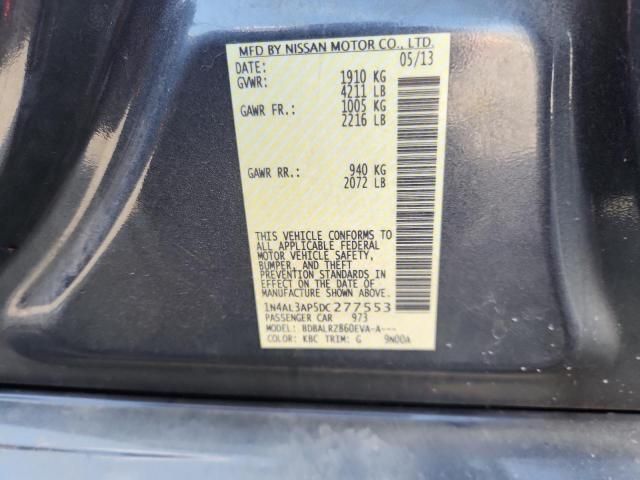 MFD BY NISSAN MOTOR CO., LTD.
DATE: 05/13
GVWR: 1910 KG
4211 LB
GAWR FR.: 1005 KG
2216 LB
GAWR RR.: 940 KG
2072 LB
THIS VEHICLE CONFORMS TO
ALL APPLICABLE FEDERAL
MOTOR VEHICLE SAFETY,
BUMPER, AND THEFT
PREVENTION STANDARDS IN
EFFECT ON THE DATE OF
MANUFACTURE SHOWN ABOVE.
1N4AL3AP5DC277553
PASSENGER CAR 973
MODEL: BDBALRZB60EVA-A---
COLOR: KBC TRIM: G 9N00A